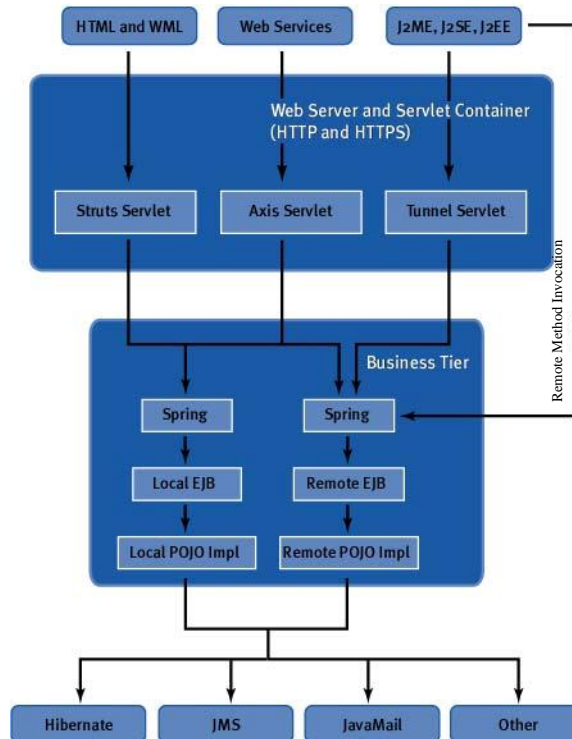 HTML and WML
Web Services
J2ME, J2SE, J2EE
Web Server and Servlet Container
(HTTP and HTTPS)
Struts Servlet
Axis Servlet
Tunnel Servlet
Remote Method Invocation
Business Tier
Spring
Spring
Local EJB
Remote EJB
Local POJO Impl
Remote POJO Impl
Hibernate
JMS
JavaMail
Other